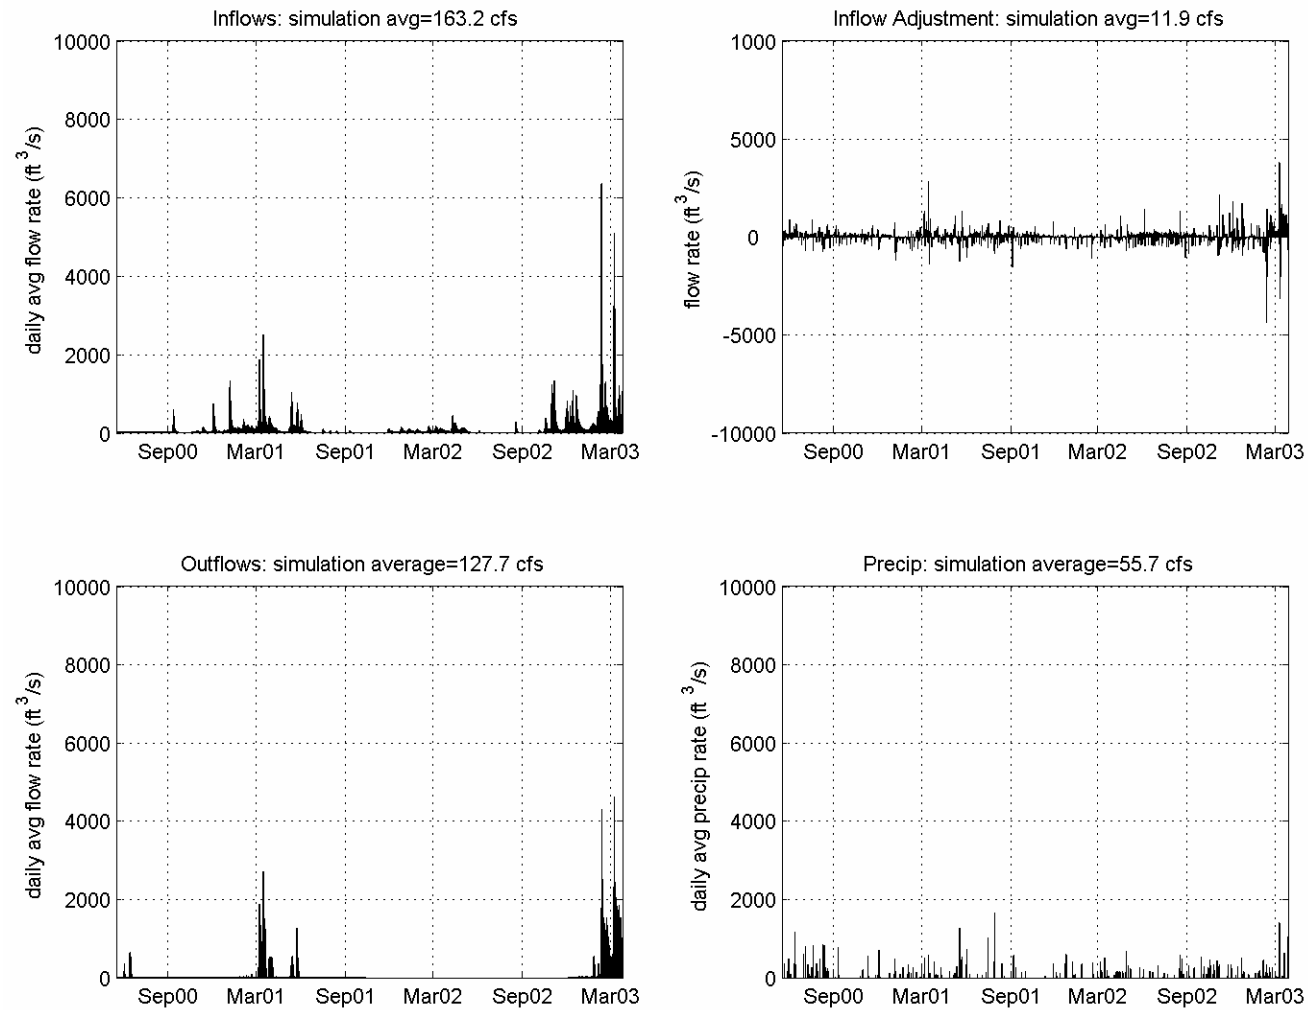 Inflows: simulation avg=163.2 cfs
daily avg flow rate (ft ³/s)
10000
8000
6000
4000
2000
0
Sep00 Mar01 Sep01 Mar02 Sep02 Mar03
Inflow Adjustment: simulation avg=11.9 cfs
flow rate (ft ³/s)
1000
5000
0
-5000
-10000
Sep00 Mar01 Sep01 Mar02 Sep02 Mar03
Outflows: simulation average=127.7 cfs
daily avg flow rate (ft ³/s)
10000
8000
6000
4000
2000
0
Sep00 Mar01 Sep01 Mar02 Sep02 Mar03
Precip: simulation average=55.7 cfs
daily avg precip rate (ft ³/s)
10000
8000
6000
4000
2000
0
Sep00 Mar01 Sep01 Mar02 Sep02 Mar03